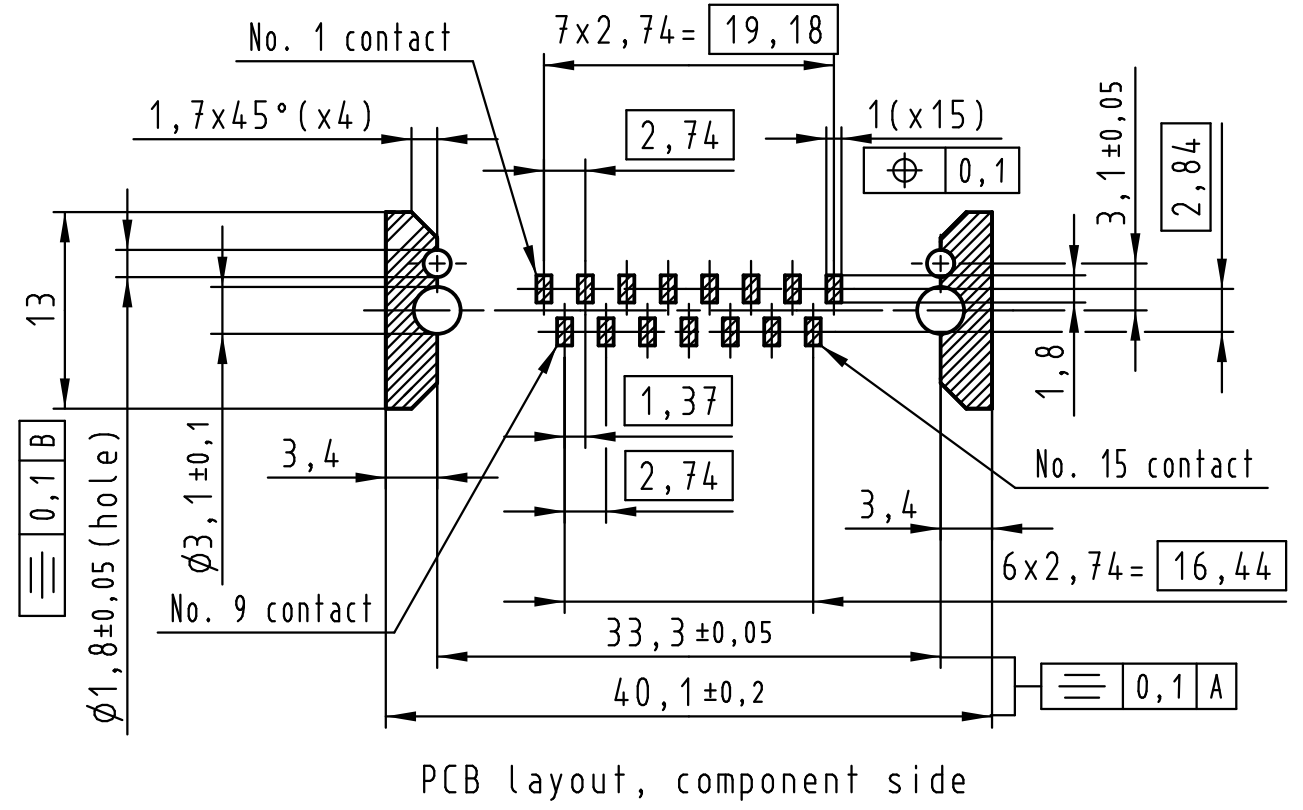 No. 1 contact
7x2,74= 19,18
1,7x45°(x4)
2,74
1(x15)
⌖ 0,1
3,1±0,05
2,84
13
1,8
1,37
⌯ 0,1 B
ø1,8±0,05(hole)
ø3,1±0,1
3,4
2,74
No. 15 contact
3,4
6x2,74= 16,44
No. 9 contact
33,3±0,05
40,1±0,2
⌯ 0,1 A
PCB layout, component side